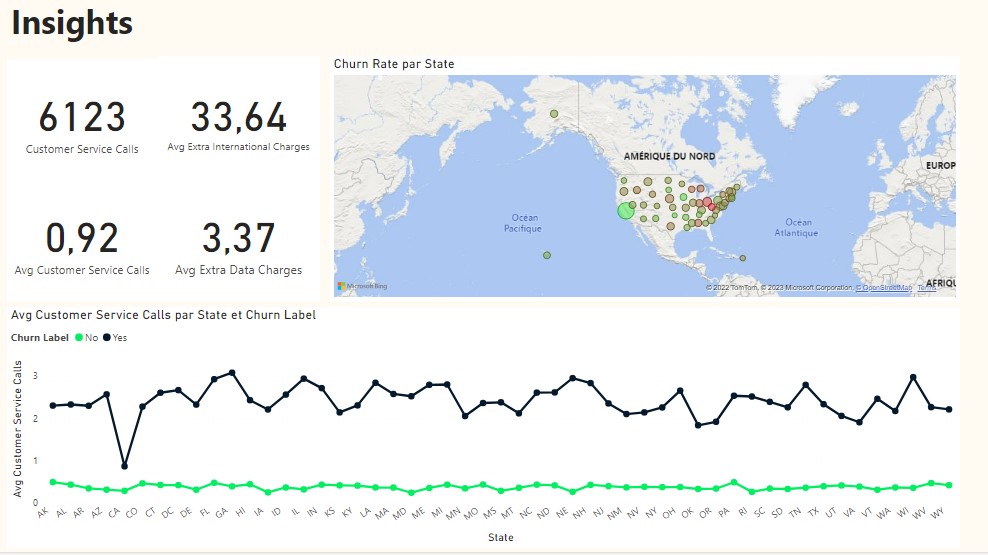 Insights
6123
Customer Service Calls
33,64
Avg Extra International Charges
0,92
Avg Customer Service Calls
3,37
Avg Extra Data Charges
Churn Rate par State
AMÉRIQUE DU NORD
EUROP
Océan
Pacifique
Océan
Atlantique
AFRIQU
Microsoft Bing
© 2022 TomTom, © 2023 Microsoft Corporation, © OpenStreetMap Terms
Avg Customer Service Calls par State et Churn Label
Churn Label No Yes
Avg Customer Service Calls
3
2
1
0
AK AL AR AZ CA CO CT DC DE FL GA HI IA ID IL IN KS KY LA MA MD ME MI MN MO MS MT NC ND NE NH NJ NM NV NY OH OK OR PA RI SC SD TN TX UT VA VT WA WI WV WY
State